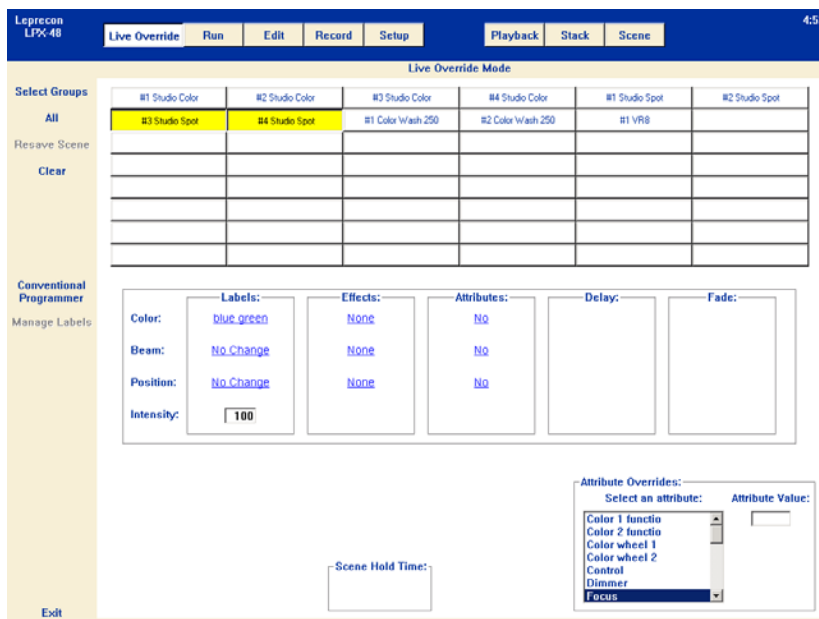 Leprecon
LPX-48
Live Override Run Edit Record Setup Playback Stack Scene
4:5
Live Override Mode
Select Groups
All
Resave Scene
Clear
#1 Studio Color #2 Studio Color #3 Studio Color #4 Studio Color #1 Studio Spot #2 Studio Spot
#3 Studio Spot #4 Studio Spot #1 Color Wash 250 #2 Color Wash 250 #1 VR8
Conventional
Programmer
Manage Labels
Labels: Effects: Attributes: Delay: Fade:
Color: blue green None No
Beam: No Change None No
Position: No Change None No
Intensity: 100
Attribute Overrides:
Select an attribute: Attribute Value:
Color 1 functio
Color 2 functio
Color wheel 1
Color wheel 2
Control
Dimmer
Focus
Scene Hold Time:
Exit